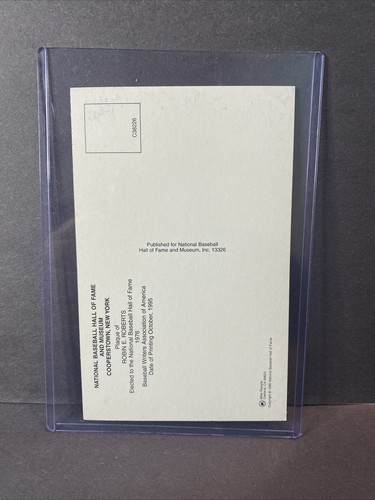 NATIONAL BASEBALL HALL OF FAME
AND MUSEUM
COOPERSTOWN, NEW YORK
Plaque of
ROBIN E. ROBERTS
Elected to the National Baseball Hall of Fame
1976
Baseball Writers Association of America
Date of Printing October, 1995
Published for National Baseball
Hall of Fame and Museum, Inc. 13326
C36226